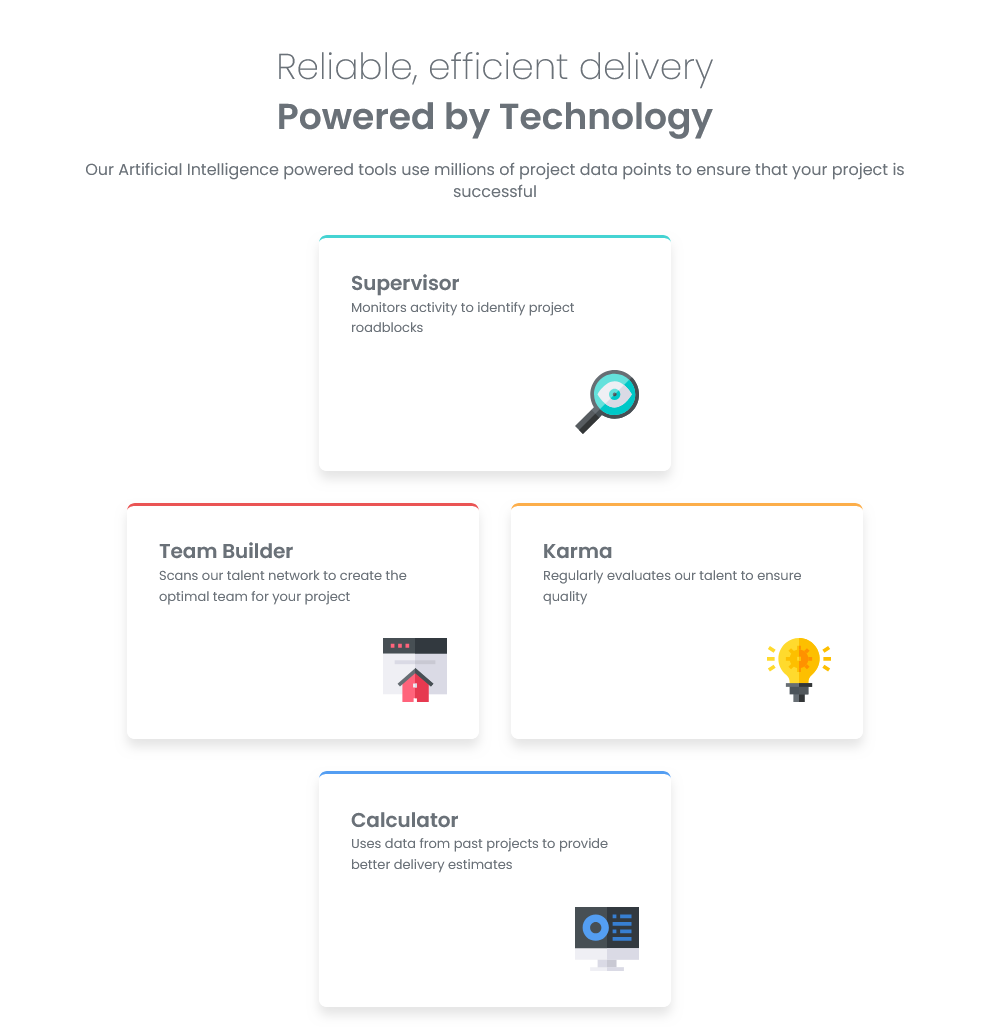 Reliable, efficient delivery
Powered by Technology
Our Artificial Intelligence powered tools use millions of project data points to ensure that your project is
successful
Supervisor
Monitors activity to identify project
roadblocks
Team Builder
Scans our talent network to create the
optimal team for your project
Karma
Regularly evaluates our talent to ensure
quality
Calculator
Uses data from past projects to provide
better delivery estimates